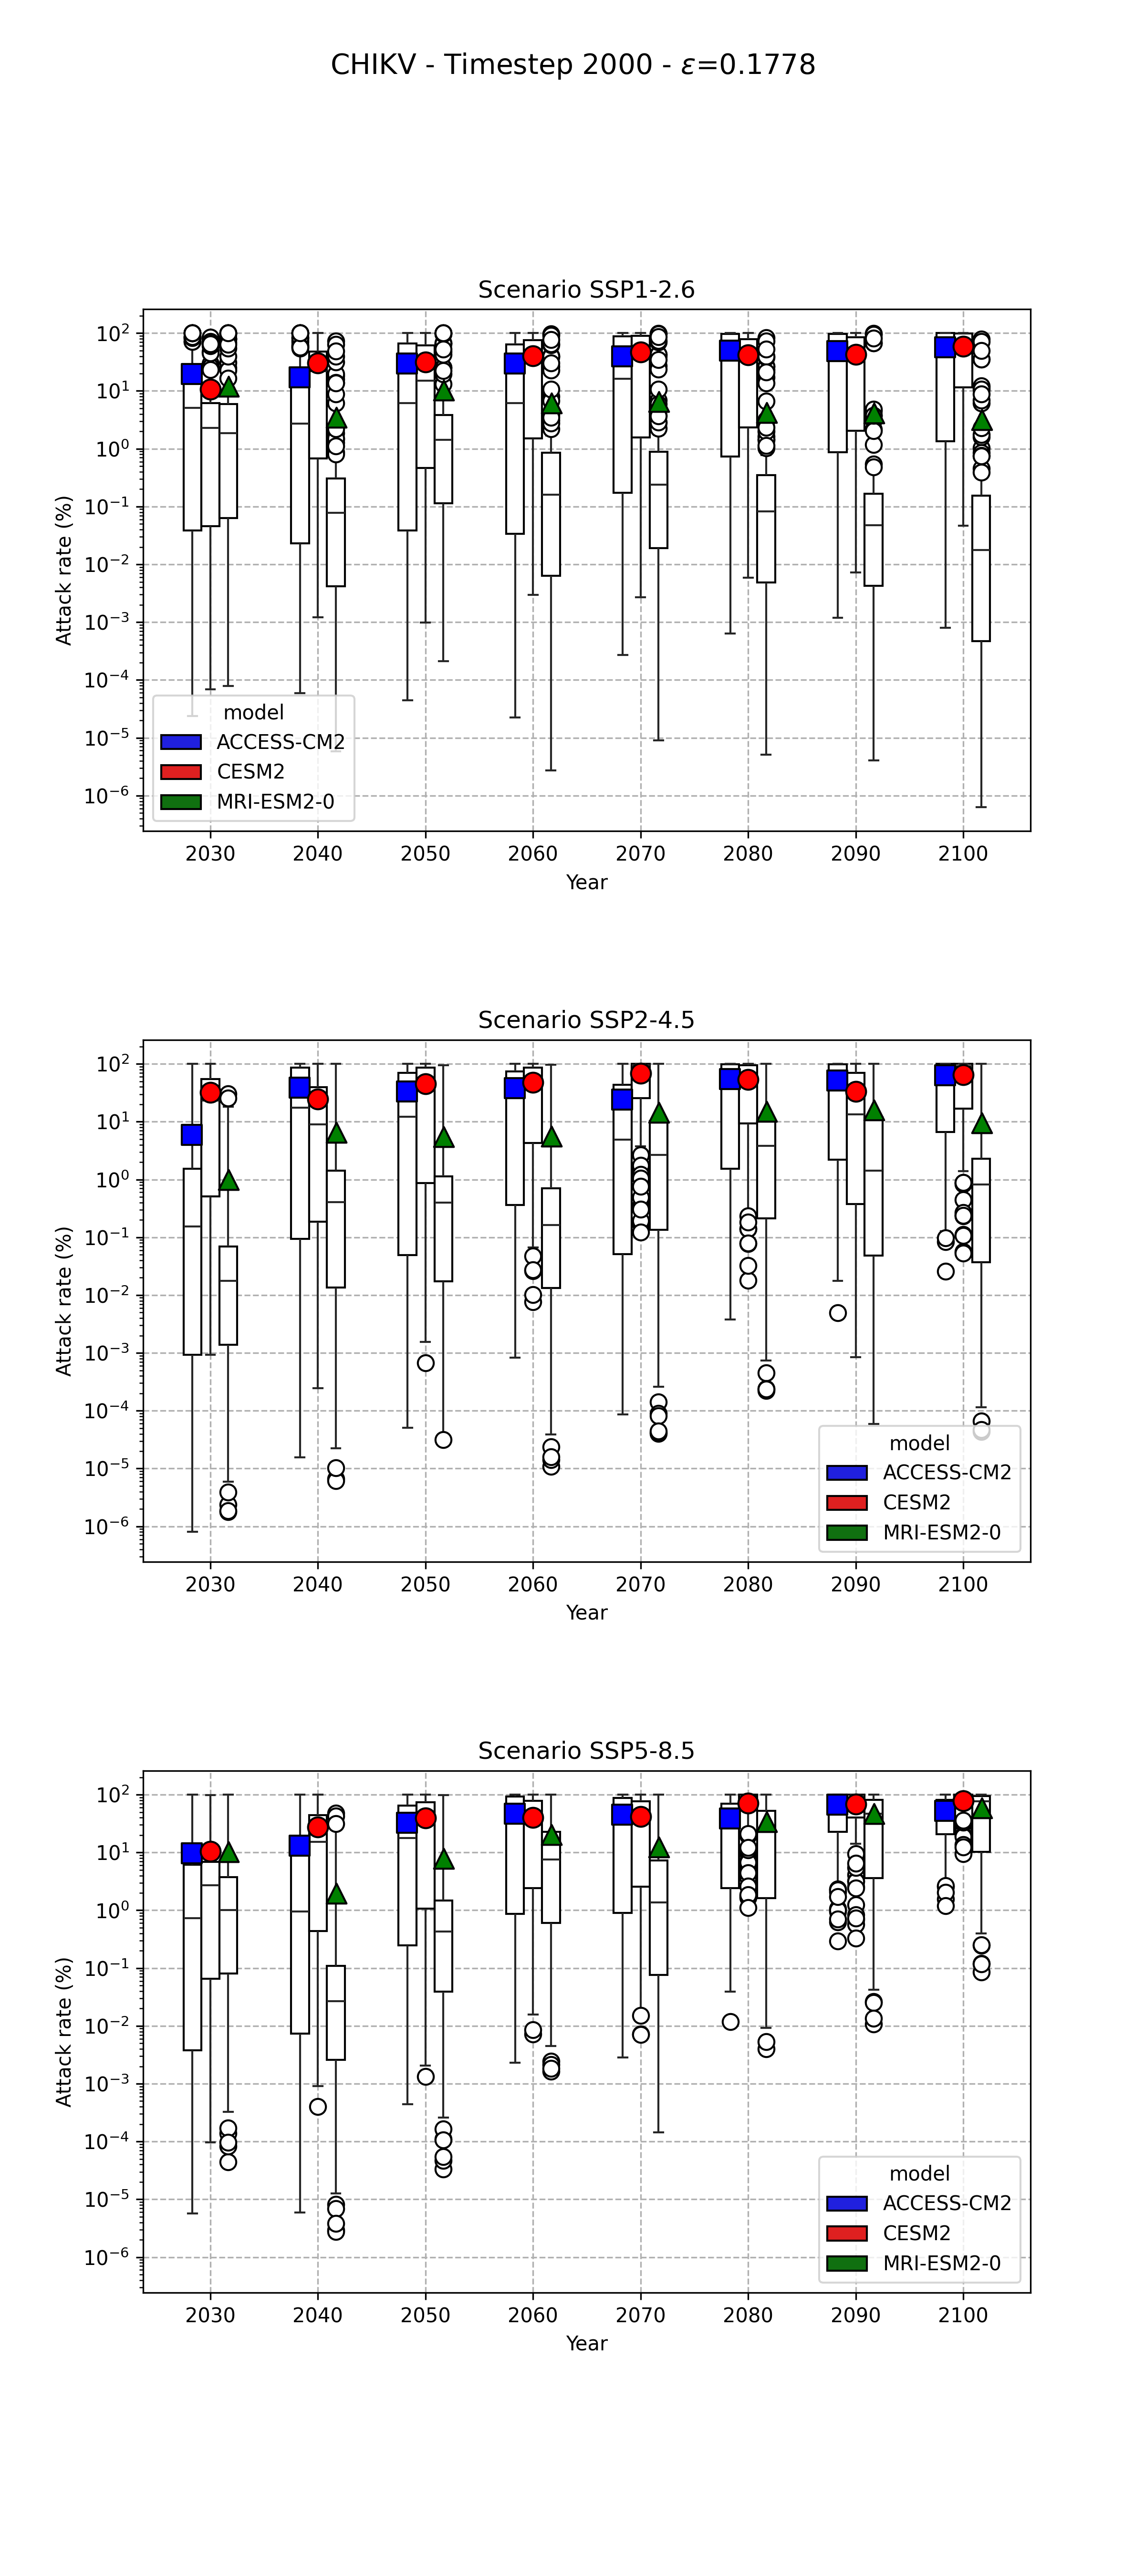 CHIKV - Timestep 2000 - ε=0.1778
Scenario SSP1-2.6
Attack rate (%)
10²
10¹
10⁰
10⁻¹
10⁻²
10⁻³
10⁻⁴
10⁻⁵
10⁻⁶
model
ACCESS-CM2
CESM2
MRI-ESM2-0
2030 2040 2050 2060 2070 2080 2090 2100
Year
Scenario SSP2-4.5
Attack rate (%)
10²
10¹
10⁰
10⁻¹
10⁻²
10⁻³
10⁻⁴
10⁻⁵
10⁻⁶
model
ACCESS-CM2
CESM2
MRI-ESM2-0
2030 2040 2050 2060 2070 2080 2090 2100
Year
Scenario SSP5-8.5
Attack rate (%)
10²
10¹
10⁰
10⁻¹
10⁻²
10⁻³
10⁻⁴
10⁻⁵
10⁻⁶
model
ACCESS-CM2
CESM2
MRI-ESM2-0
2030 2040 2050 2060 2070 2080 2090 2100
Year